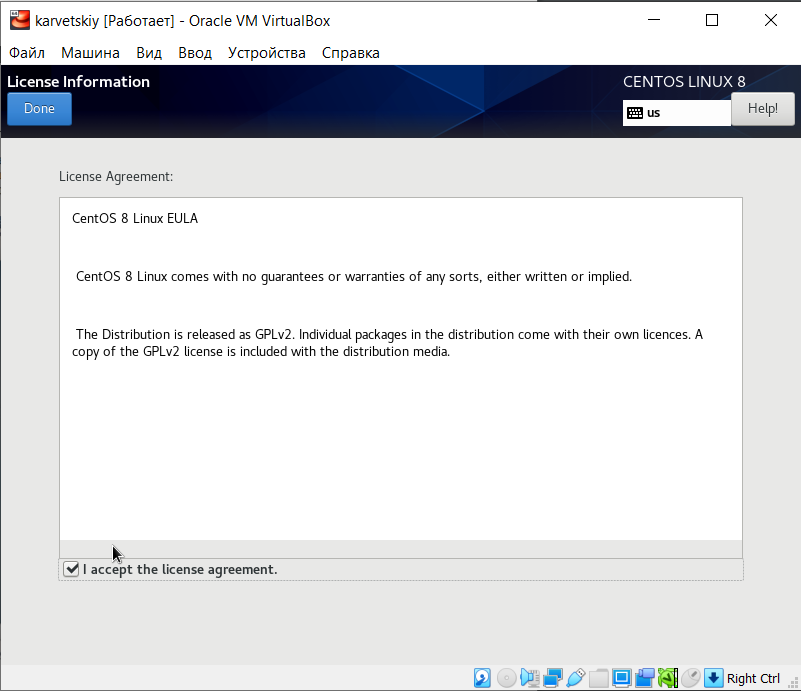 karvetskiy [Работает] - Oracle VM VirtualBox
Файл Машина Вид Ввод Устройства Справка
License Information
CENTOS LINUX 8
Done
us
Help!
License Agreement:
CentOS 8 Linux EULA
CentOS 8 Linux comes with no guarantees or warranties of any sorts, either written or implied.
The Distribution is released as GPLv2. Individual packages in the distribution come with their own licences. A
copy of the GPLv2 license is included with the distribution media.
I accept the license agreement.
Right Ctrl